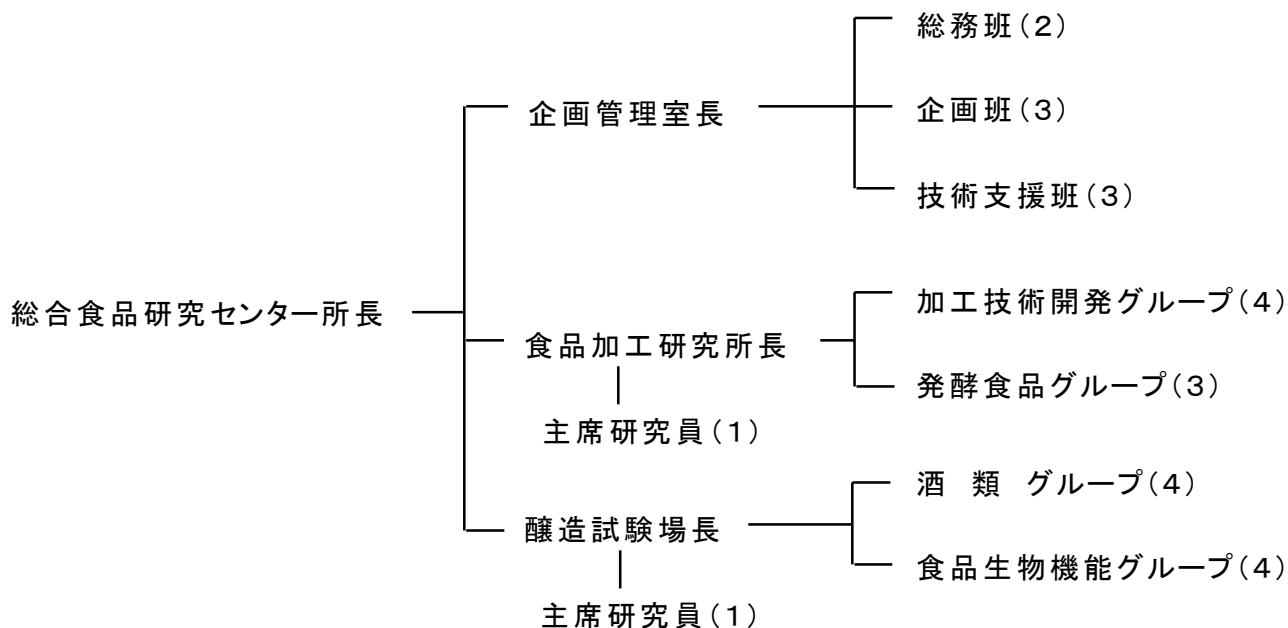 総務班(2)
企画管理室長
企画班(3)
技術支援班(3)
総合食品研究センター所長
食品加工研究所長
加工技術開発グループ(4)
発酵食品グループ(3)
主席研究員(1)
醸造試験場長
酒 類 グループ(4)
食品生物機能グループ(4)
主席研究員(1)